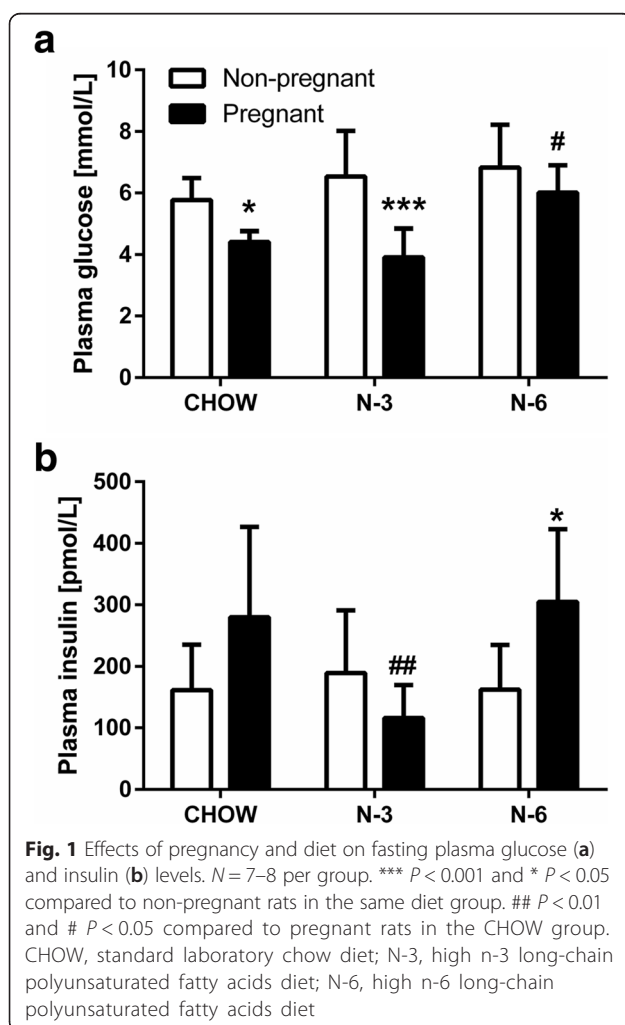 a
10
8
6
4
2
0
Plasma glucose [mmol/L]
Non-pregnant
Pregnant
*
***
#
CHOW N-3 N-6
b
500
400
300
200
100
0
Plasma insulin [pmol/L]
##
*
CHOW N-3 N-6
Fig. 1 Effects of pregnancy and diet on fasting plasma glucose (a)
and insulin (b) levels. N = 7–8 per group. *** P < 0.001 and * P < 0.05
compared to non-pregnant rats in the same diet group. ## P < 0.01
and # P < 0.05 compared to pregnant rats in the CHOW group.
CHOW, standard laboratory chow diet; N-3, high n-3 long-chain
polyunsaturated fatty acids diet; N-6, high n-6 long-chain
polyunsaturated fatty acids diet